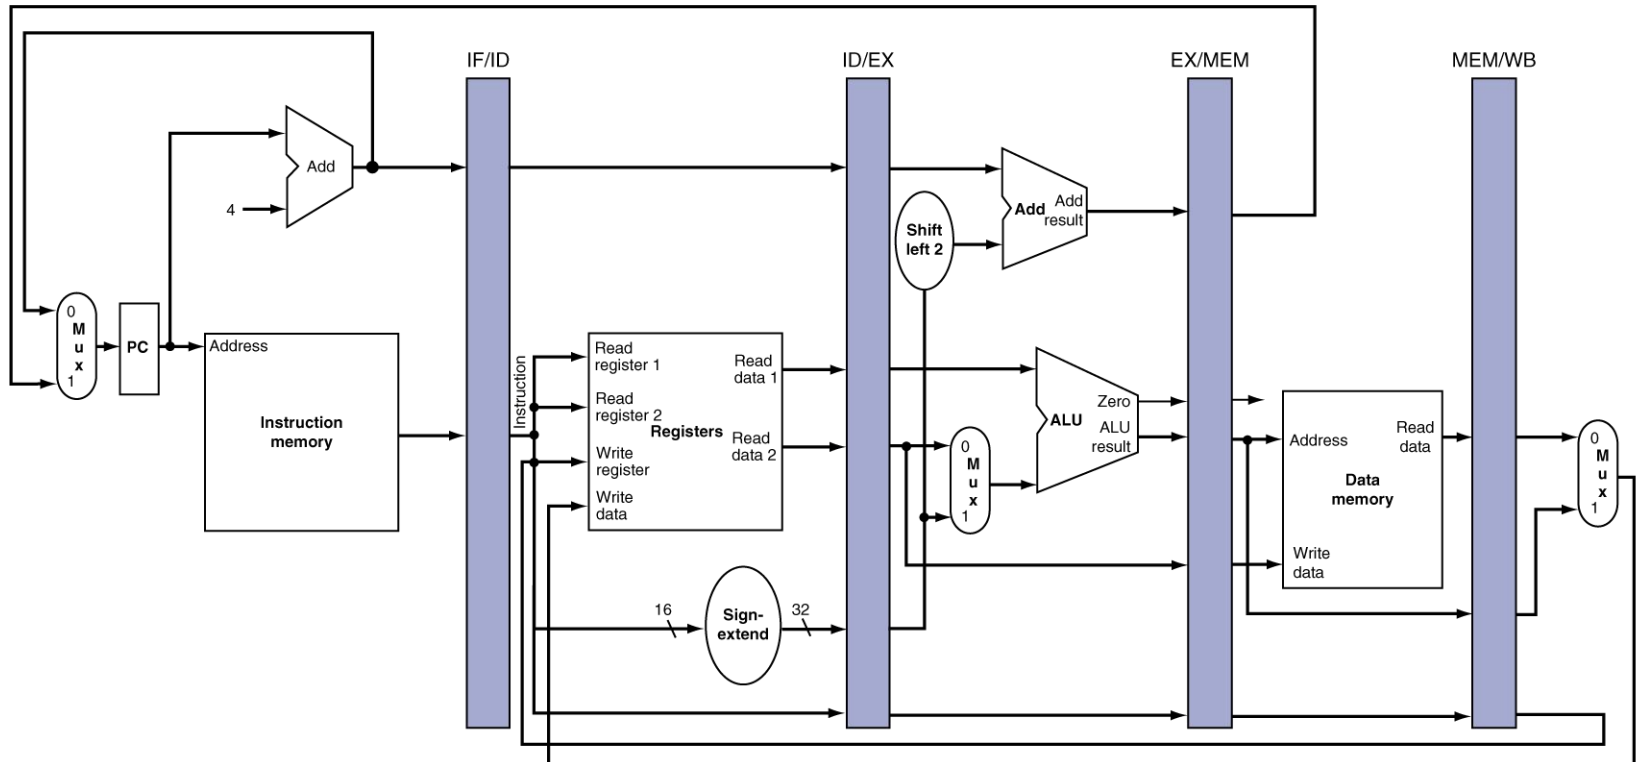 IF/ID
ID/EX
EX/MEM
MEM/WB
Add
4
Add
Add
result
Shift
left 2
0
M
u
x
1
PC
Address
Instruction
memory
Instruction
Read
register 1
Read
register 2
Write
register
Write
data
Registers
Read
data 1
Read
data 2
16
Sign-
extend
32
0
M
u
x
1
ALU
Zero
ALU
result
Address
Read
data
Data
memory
Write
data
0
M
u
x
1